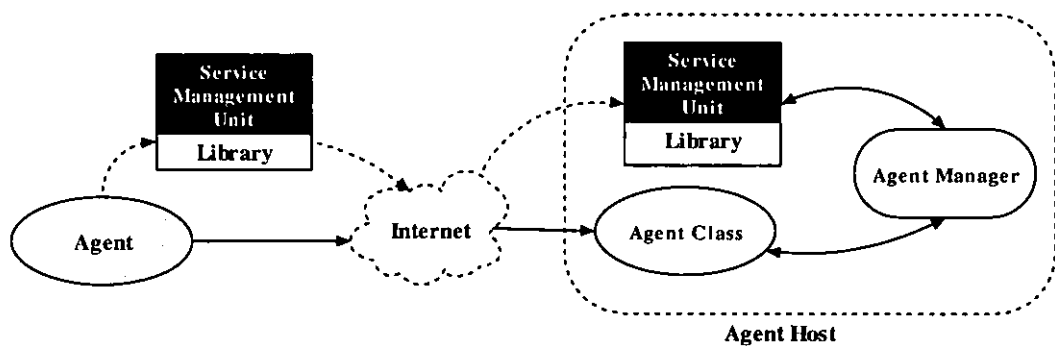 Service
Management
Unit
Library
Agent
Internet
Service
Management
Unit
Library
Agent Class
Agent Manager
Agent Host